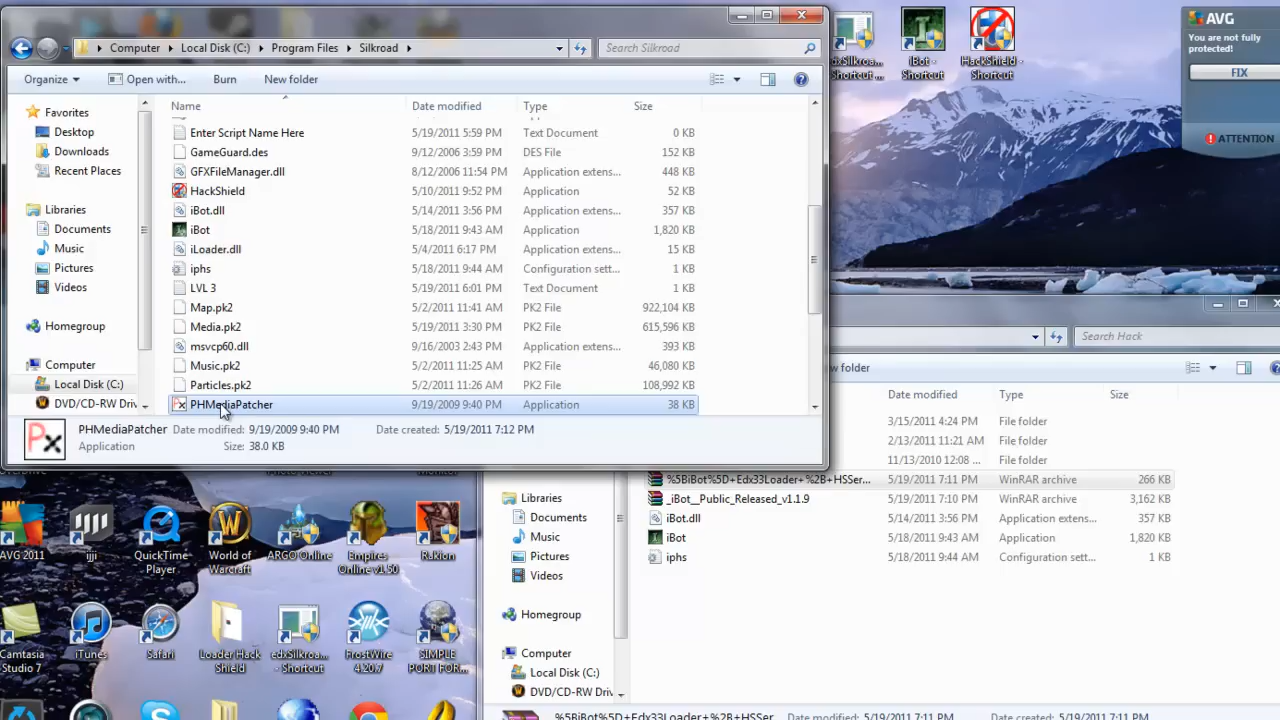 Computer ▸ Local Disk (C:) ▸ Program Files ▸ Silkroad ▸
Search Silkroad
Organize Open with... Burn New folder
Name Date modified Type Size
Favorites
Desktop
Downloads
Recent Places
Libraries
Documents
Music
Pictures
Videos
Homegroup
Computer
Local Disk (C:)
DVD/CD-RW Driv
Enter Script Name Here 5/19/2011 5:59 PM Text Document 0 KB
GameGuard.des 9/12/2006 3:59 PM DES File 152 KB
GFXFileManager.dll 8/12/2006 11:54 PM Application extens... 448 KB
HackShield 5/10/2011 9:52 PM Application 52 KB
iBot.dll 5/14/2011 3:56 PM Application extens... 357 KB
iBot 5/18/2011 9:43 AM Application 1,820 KB
iLoader.dll 5/4/2011 6:17 PM Application extens... 15 KB
iphs 5/18/2011 9:44 AM Configuration sett... 1 KB
LVL 3 5/19/2011 6:01 PM Text Document 1 KB
Map.pk2 5/2/2011 11:41 AM PK2 File 922,104 KB
Media.pk2 5/19/2011 3:30 PM PK2 File 615,596 KB
msvcp60.dll 9/16/2003 2:43 PM Application extens... 393 KB
Music.pk2 5/2/2011 11:25 AM PK2 File 46,080 KB
Particles.pk2 5/2/2011 11:26 AM PK2 File 108,992 KB
PHMediaPatcher 9/19/2009 9:40 PM Application 38 KB
Px
PHMediaPatcher Date modified: 9/19/2009 9:40 PM Date created: 5/19/2011 7:12 PM
Application Size: 38.0 KB
iBot -
Shortcut
HackShield -
Shortcut
AVG
You are not fully
protected!
FIX
ATTENTION
Search Hack
w folder
Date modified Type Size
3/15/2011 4:24 PM File folder
2/13/2011 11:21 AM File folder
11/13/2010 12:08 ... File folder
%5BiBot%5D+Edx33Loader+%2B+HSSer... 5/19/2011 7:11 PM WinRAR archive 266 KB
_iBot__Public_Released_v1.1.9 5/19/2011 7:10 PM WinRAR archive 3,162 KB
iBot.dll 5/14/2011 3:56 PM Application extens... 357 KB
iBot 5/18/2011 9:43 AM Application 1,820 KB
iphs 5/18/2011 9:44 AM Configuration sett... 1 KB
Libraries
Documents
Music
Pictures
Videos
Homegroup
Computer
Local Disk (C:)
DVD/CD-RW Driv
AVG 2011
ijji
QuickTime
Player
World of
Warcraft
ARGO Online
Empires
Online v1.50
Rakion
Camtasia
Studio 7
iTunes
Safari
Loader Hack
Shield
edxSilkroa...
- Shortcut
FrostWire
4.20.7
SIMPLE
PORT FOR...
%5BiBot%5D+Edx33Loader+%2B+HSSer Date modified: 5/19/2011 7:11 PM Date created: 5/19/2011 7:11 PM